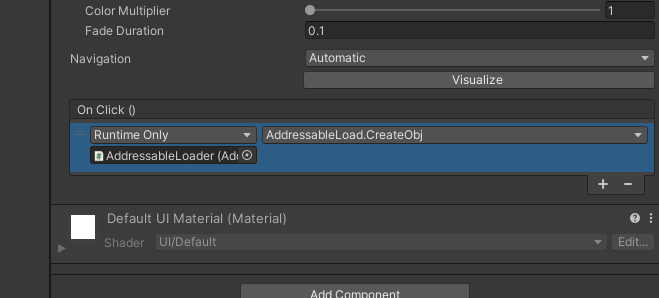 Color Multiplier 1
Fade Duration 0.1
Navigation Automatic
Visualize
On Click ()
Runtime Only AddressableLoad.CreateObj
AddressableLoader (Ad
Default UI Material (Material)
Shader UI/Default Edit...
Add Component